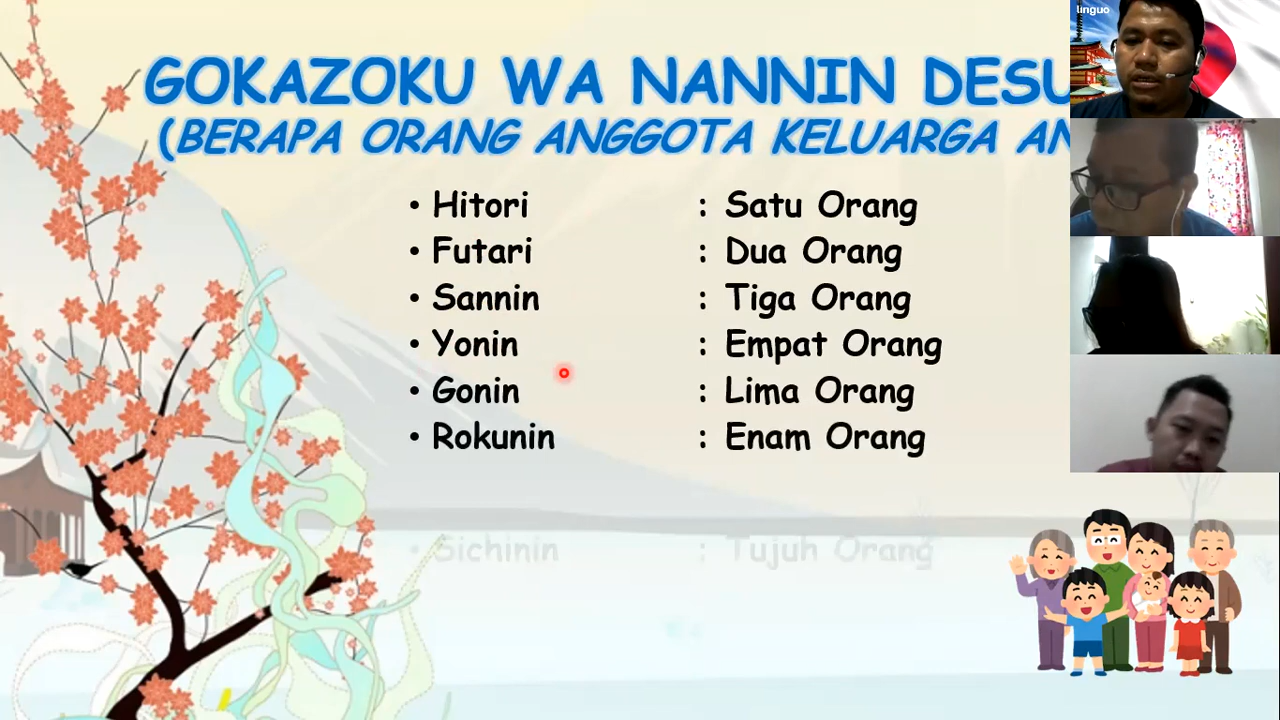 GOKAZOKU WA NANNIN DESU
(BERAPA ORANG ANGGOTA KELUARGA AN
• Hitori : Satu Orang
• Futari : Dua Orang
• Sannin : Tiga Orang
• Yonin : Empat Orang
• Gonin : Lima Orang
• Rokunin : Enam Orang
• Sichinin : Tujuh Orang
linguo